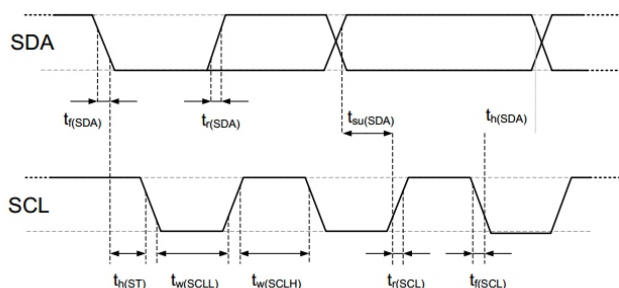 SDA
tf(SDA) tr(SDA) tsu(SDA) th(SDA)
SCL
th(ST) tw(SCLL) tw(SCLH) tr(SCL) tf(SCL)